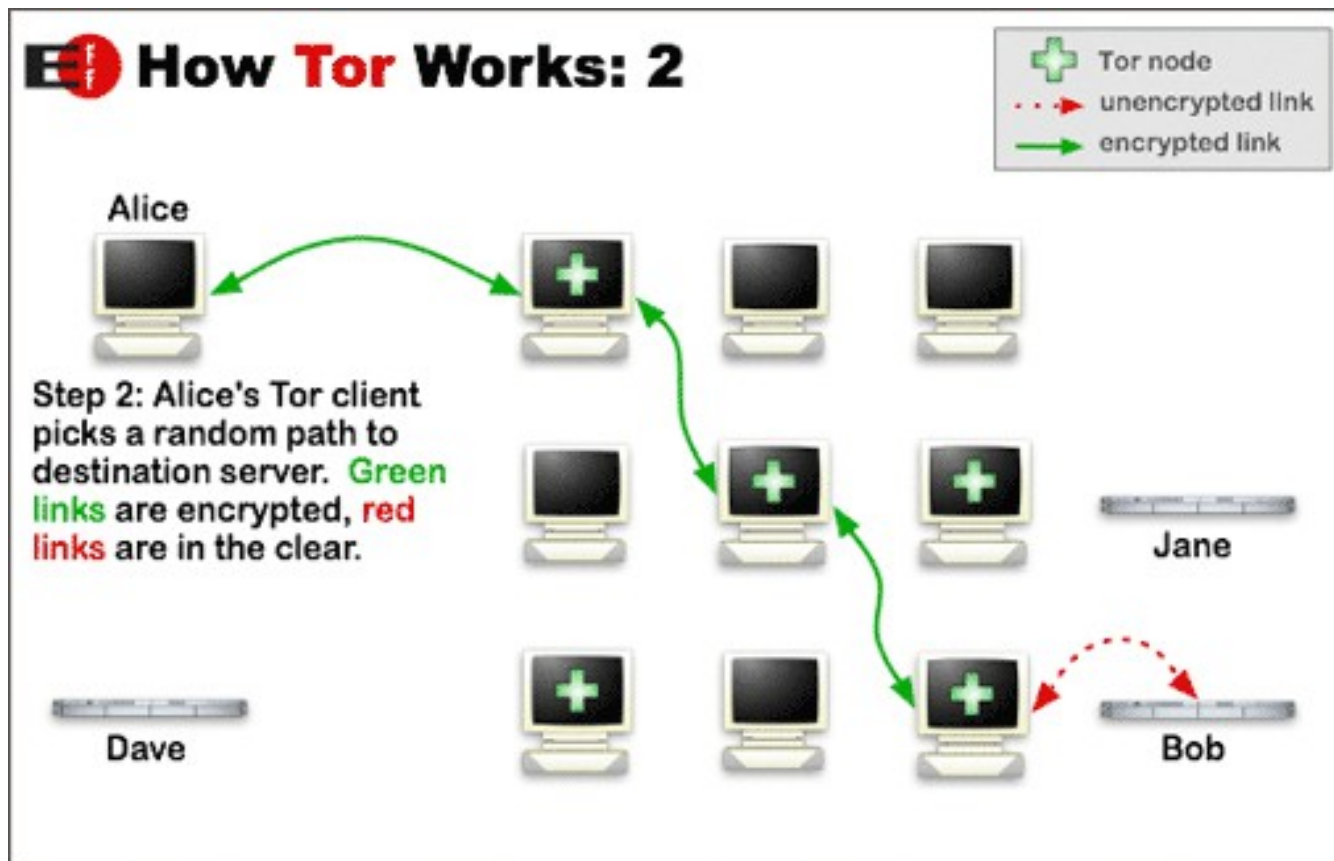 EFF How Tor Works: 2
Tor node
unencrypted link
encrypted link
Alice
Step 2: Alice's Tor client
picks a random path to
destination server. Green
links are encrypted, red
links are in the clear.
Jane
Dave
Bob